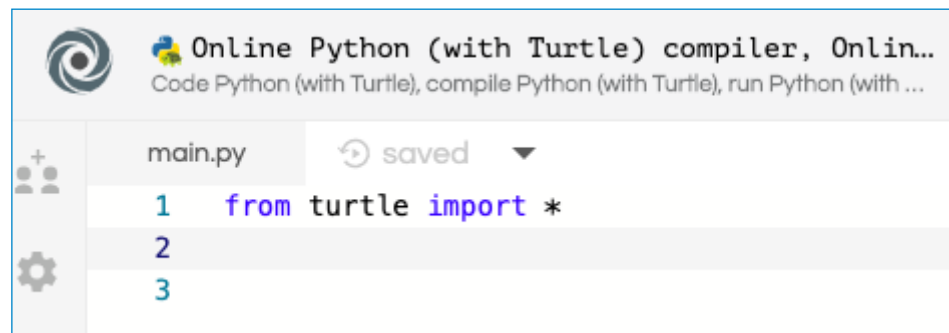 Online Python (with Turtle) compiler, Onlin…
Code Python (with Turtle), compile Python (with Turtle), run Python (with ...
main.py saved
1 from turtle import *
2
3